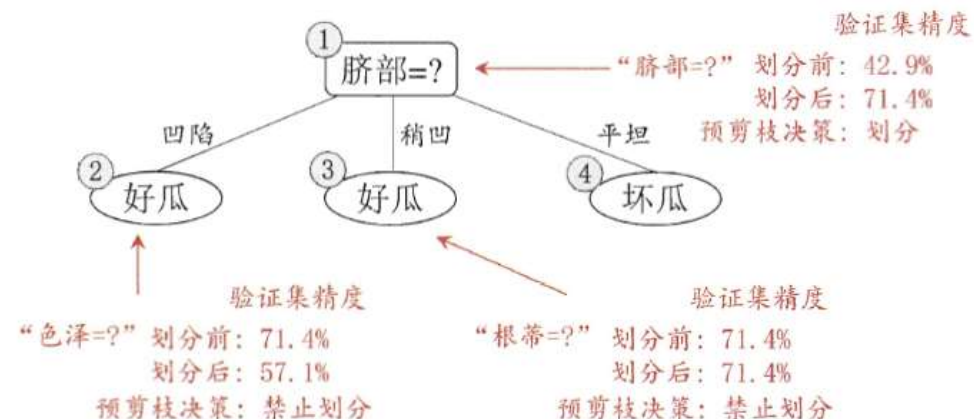 验证集精度
① 脐部=?
“脐部=?” 划分前: 42.9%
划分后: 71.4%
预剪枝决策: 划分
凹陷 稍凹 平坦
② 好瓜
③ 好瓜
④ 坏瓜
验证集精度
“色泽=?” 划分前: 71.4%
划分后: 57.1%
预剪枝决策: 禁止划分
验证集精度
“根蒂=?” 划分前: 71.4%
划分后: 71.4%
预剪枝决策: 禁止划分